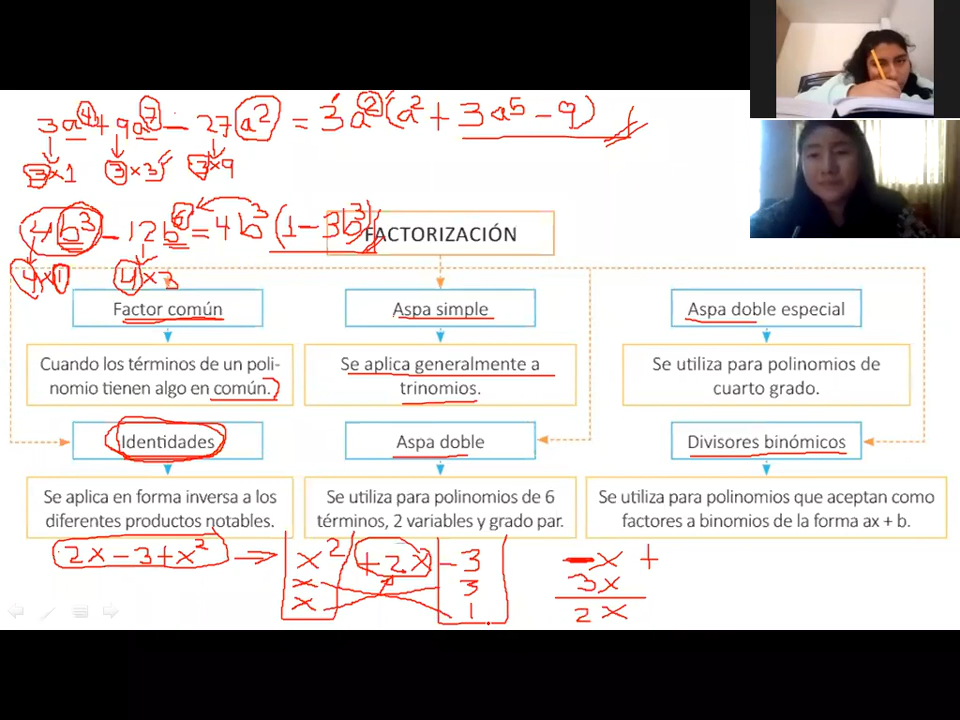 3a⁴ + 9a⁷ - 27a² = 3a²(a² + 3a⁵ - 9)
3 x 1 3 x 3 3 x 9
4b³ - 12b⁶ = 4b³(1 - 3b³)
4 x 1 4 x 3
FACTORIZACIÓN
Factor común
Aspa simple
Aspa doble especial
Cuando los términos de un poli-
nomio tienen algo en común.
Se aplica generalmente a
trinomios.
Se utiliza para polinomios de
cuarto grado.
Identidades
Aspa doble
Divisores binómicos
Se aplica en forma inversa a los
diferentes productos notables.
Se utiliza para polinomios de 6
términos, 2 variables y grado par.
Se utiliza para polinomios que aceptan como
factores a binomios de la forma ax + b.
2x - 3 + x² → x² + 2x - 3
x 3
x 1
-x +
3x
2x